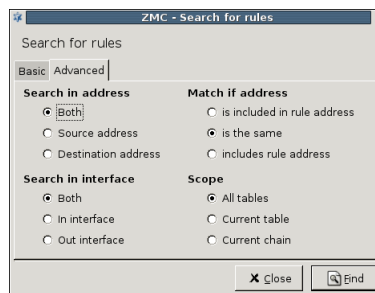 ZMC - Search for rules
Search for rules
Basic Advanced
Search in address
Both
Source address
Destination address
Match if address
is included in rule address
is the same
includes rule address
Search in interface
Both
In interface
Out interface
Scope
All tables
Current table
Current chain
Close Find